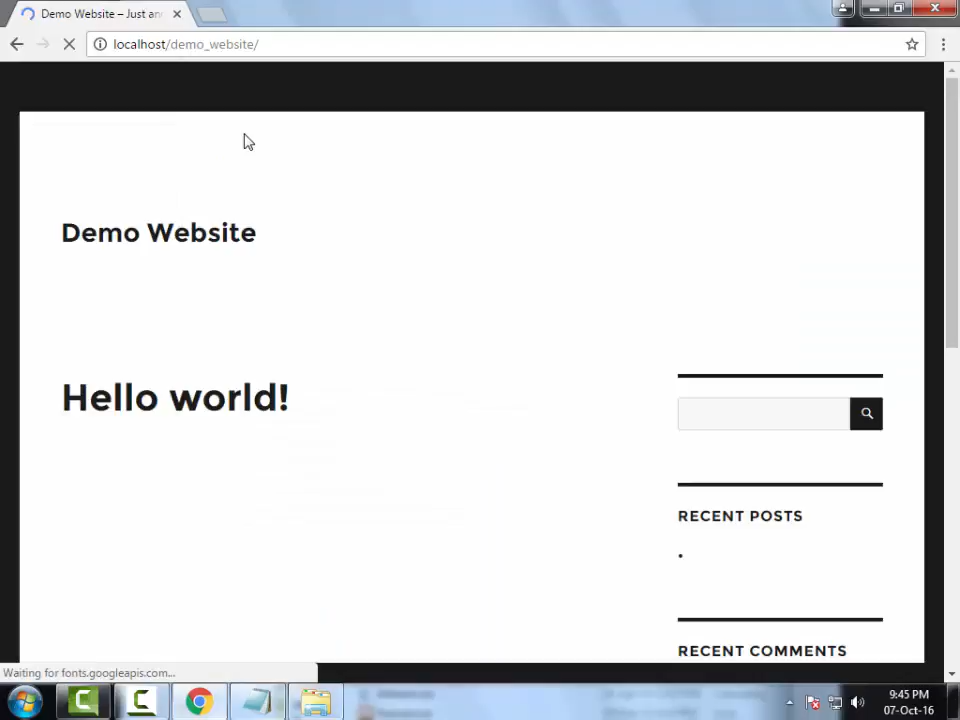 Demo Website – Just an
localhost/demo_website/
Demo Website
Hello world!
RECENT POSTS
RECENT COMMENTS
Waiting for fonts.googleapis.com...
9:45 PM
07-Oct-16